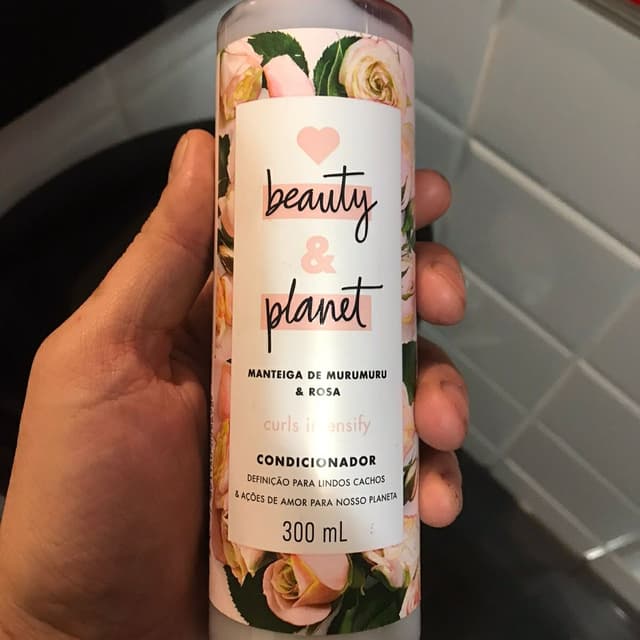 beauty
&
planet
MANTEIGA DE MURUMURU
& ROSA
curls intensify
CONDICIONADOR
DEFINIÇÃO PARA LINDOS CACHOS
& AÇÕES DE AMOR PARA NOSSO PLANETA
300 mL